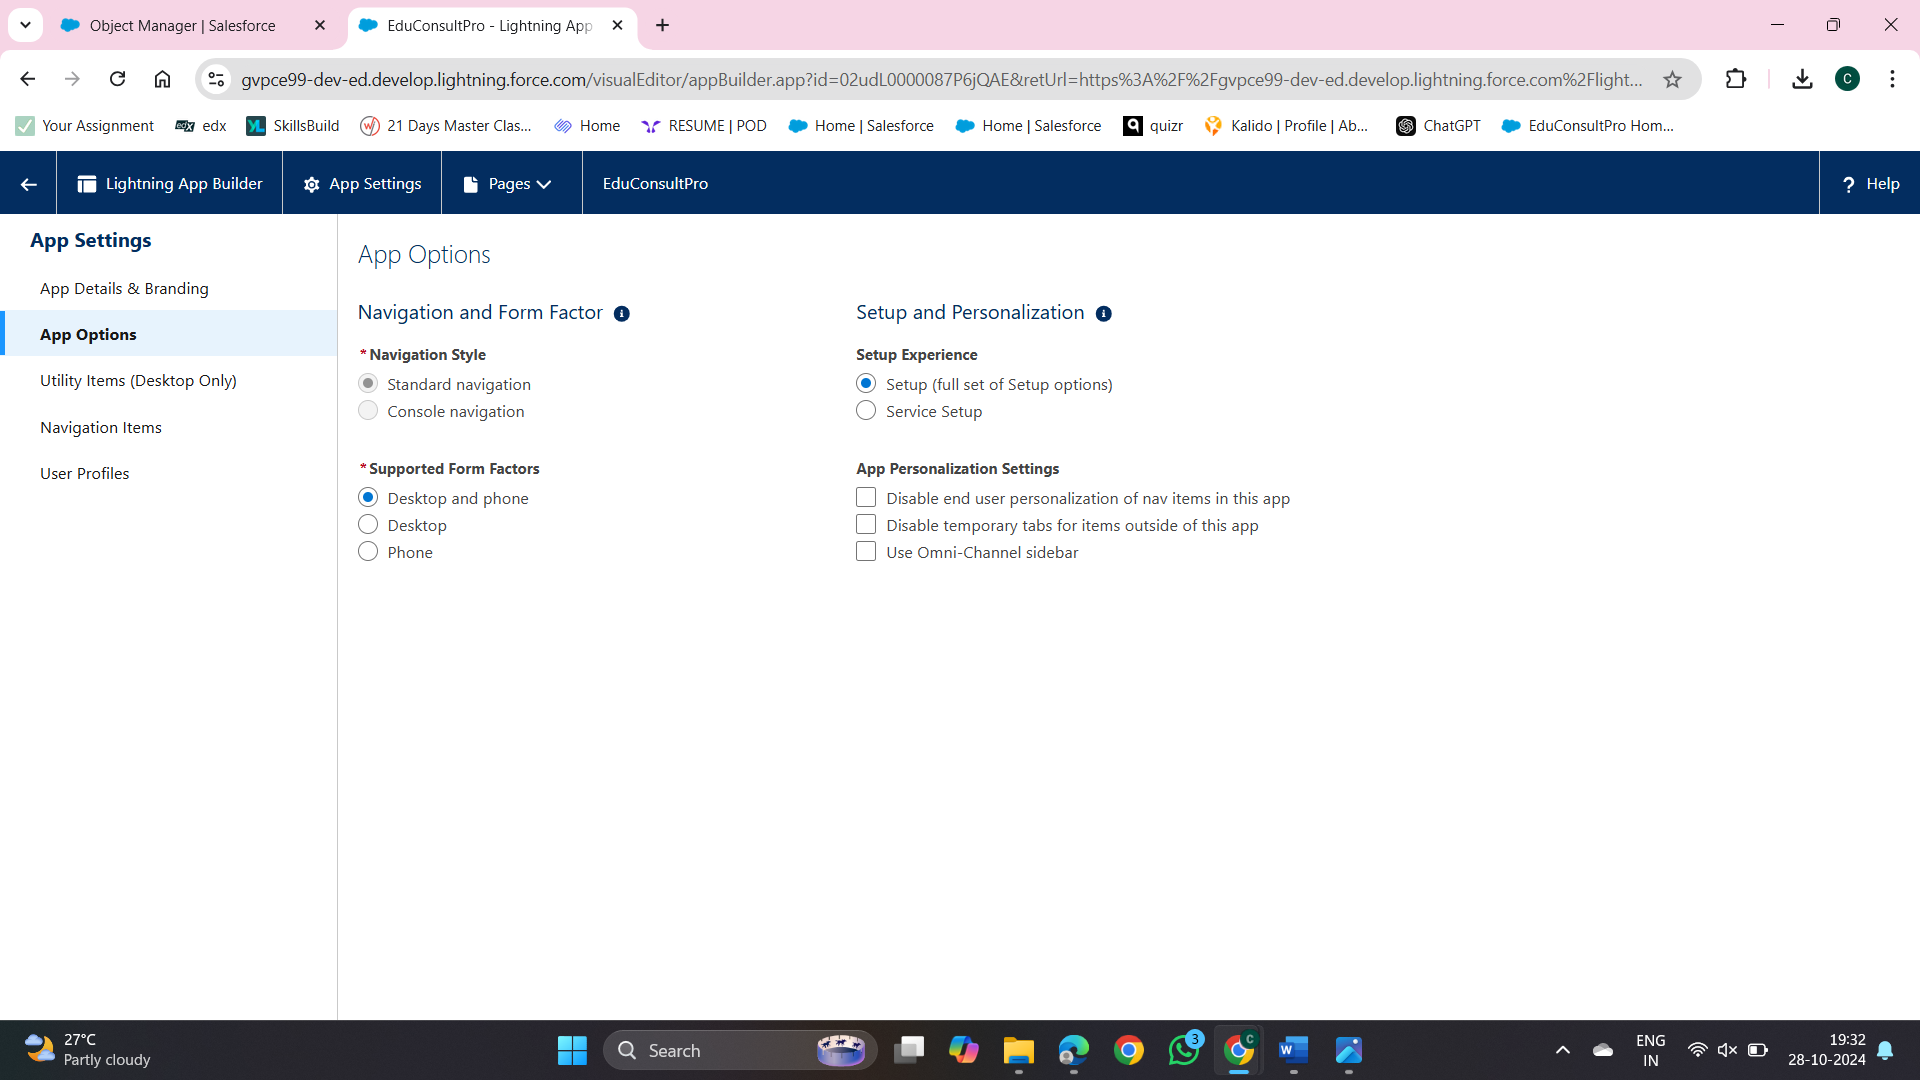 Object Manager | Salesforce
EduConsultPro - Lightning App
gvpce99-dev-ed.develop.lightning.force.com/visualEditor/appBuilder.app?id=02udL0000087P6jQAE&retUrl=https%3A%2F%2Fgvpce99-dev-ed.develop.lightning.force.com%2Flight...
C
Your Assignment
edx
edx
YL
SkillsBuild
21 Days Master Clas...
Home
RESUME | POD
Home | Salesforce
Home | Salesforce
quizr
Kalido | Profile | Ab...
ChatGPT
EduConsultPro Hom...
Lightning App Builder
App Settings
Pages
EduConsultPro
? Help
App Settings
App Details & Branding
App Options
Utility Items (Desktop Only)
Navigation Items
User Profiles
App Options
Navigation and Form Factor
*Navigation Style
Standard navigation
Console navigation
*Supported Form Factors
Desktop and phone
Desktop
Phone
Setup and Personalization
Setup Experience
Setup (full set of Setup options)
Service Setup
App Personalization Settings
Disable end user personalization of nav items in this app
Disable temporary tabs for items outside of this app
Use Omni-Channel sidebar
27°C
Partly cloudy
Search
3
C
W
ENG
IN
19:32
28-10-2024